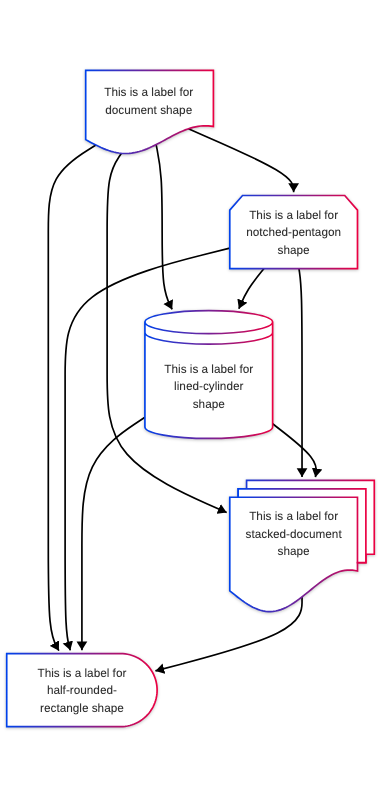 This is a label for
document shape
This is a label for
notched-pentagon
shape
This is a label for
lined-cylinder
shape
This is a label for
stacked-document
shape
This is a label for
half-rounded-
rectangle shape